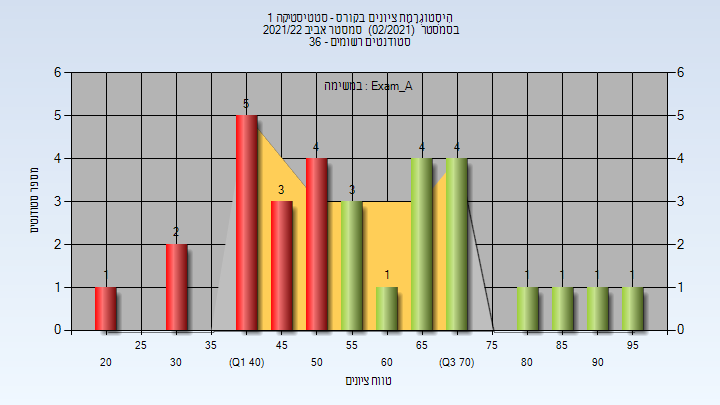 הִיסְטוֹגְרָמַת ציונים בקורס - סטטיסטיקה 1
בסמסטר (02/2021) סמסטר אביב 2021/22
סטודנטים רשומים - 36
במשימה : Exam_A
מספר סטודנטים
6 6
5 5
4 4
3 3
2 2
1 1
0 0
1 2 5 3 4 3 1 4 4 1 1 1 1
25 35 45 55 65 75 85 95
20 30 (Q1 40) 50 60 (Q3 70) 80 90
טווח ציונים